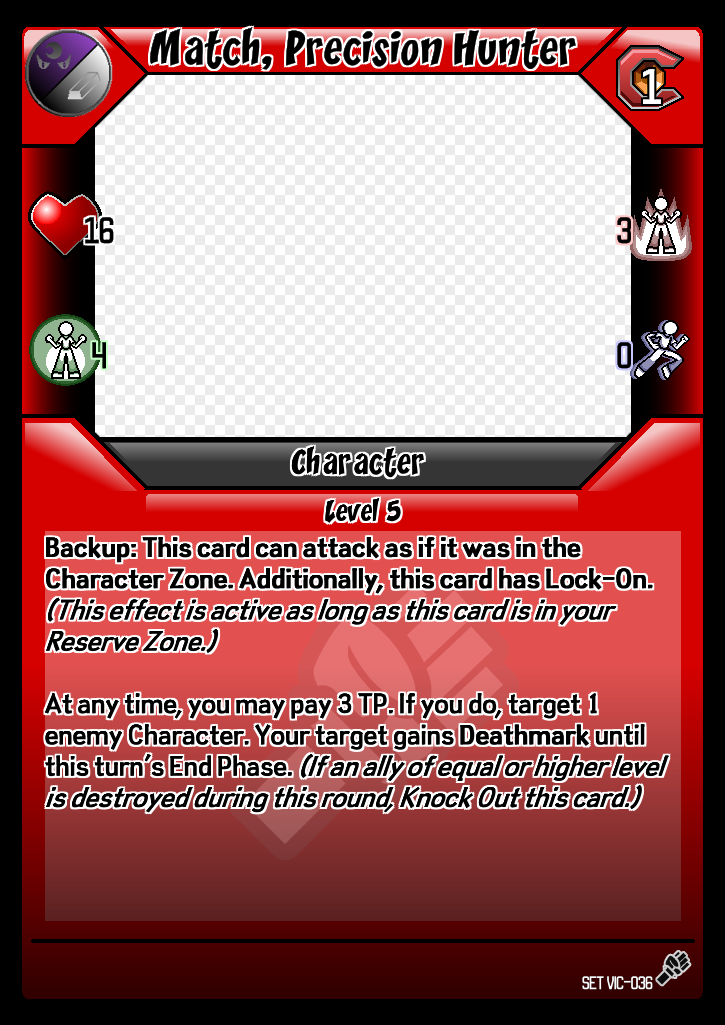 Match, Precision Hunter
1
16
3
4
0
Character
Level 5
Backup: This card can attack as if it was in the
Character Zone. Additionally, this card has Lock-On.
(This effect is active as long as this card is in your
Reserve Zone.)
At any time, you may pay 3 TP. If you do, target 1
enemy Character. Your target gains Deathmark until
this turn's End Phase. (If an ally of equal or higher level
is destroyed during this round, Knock Out this card.)
SET VIC-036